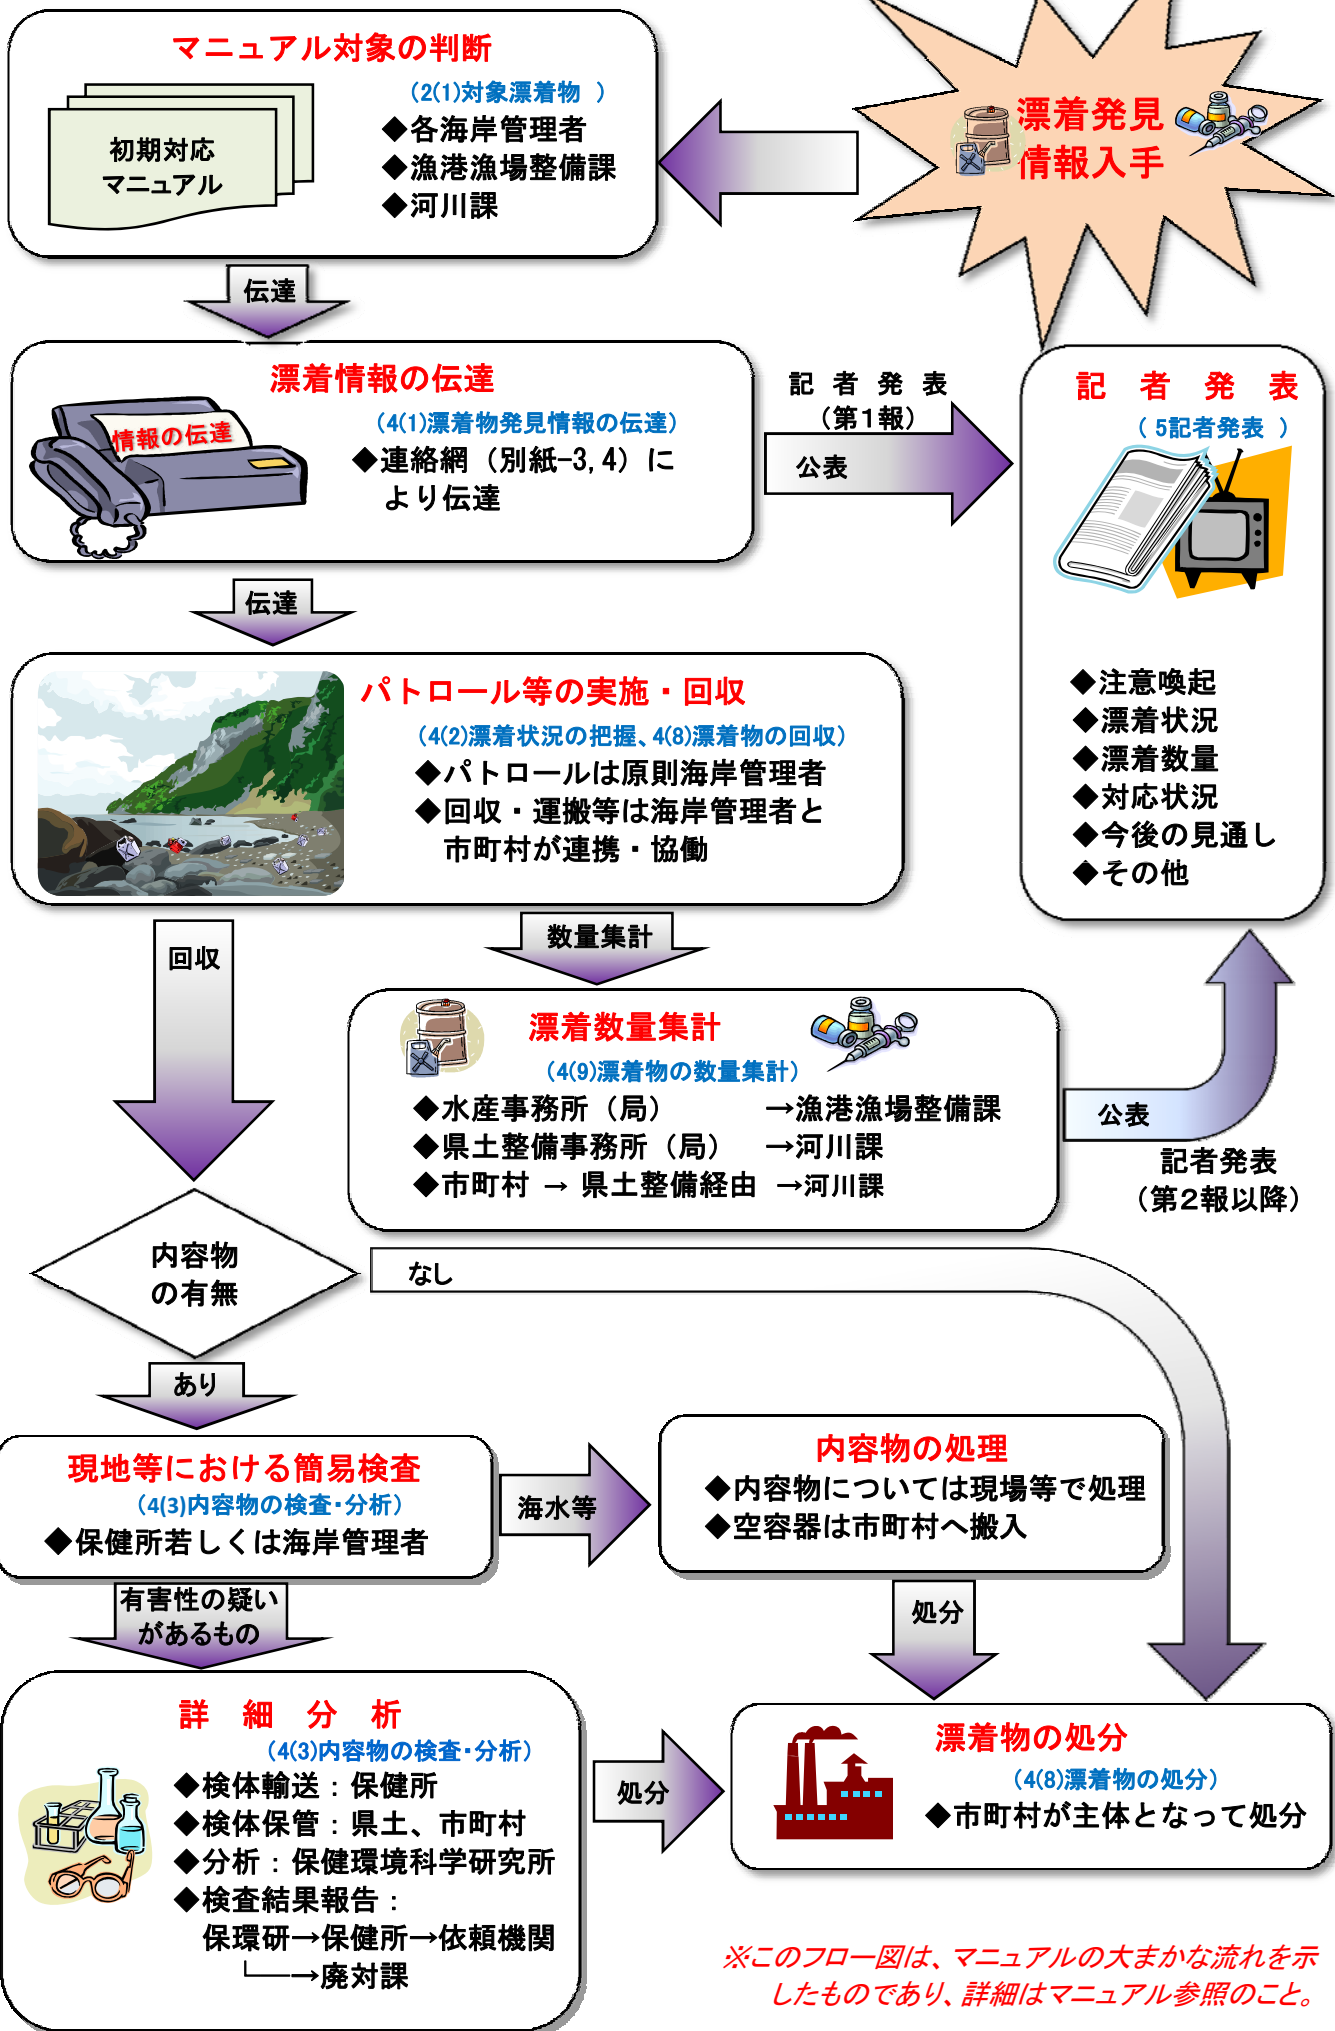 漂着発見
情報入手
マニュアル対象の判断
(2(1)対象漂着物 )
初期対応
マニュアル
◆各海岸管理者
◆漁港漁場整備課
◆河川課
伝達
漂着情報の伝達
(4(1)漂着物発見情報の伝達)
情報の伝達
◆連絡網（別紙-3,4）に
より伝達
記 者 発 表
(第1報)
公表
記 者 発 表
( 5記者発表 )
◆注意喚起
◆漂着状況
◆漂着数量
◆対応状況
◆今後の見通し
◆その他
伝達
パトロール等の実施・回収
(4(2)漂着状況の把握、4(8)漂着物の回収)
◆パトロールは原則海岸管理者
◆回収・運搬等は海岸管理者と
市町村が連携・協働
回収
数量集計
漂着数量集計
(4(9)漂着物の数量集計)
◆水産事務所（局） →漁港漁場整備課
◆県土整備事務所（局） →河川課
◆市町村 → 県土整備経由 →河川課
公表
記者発表
(第2報以降)
内容物
の有無
なし
あり
現地等における簡易検査
(4(3)内容物の検査・分析)
◆保健所若しくは海岸管理者
海水等
内容物の処理
◆内容物については現場等で処理
◆空容器は市町村へ搬入
有害性の疑い
があるもの
処分
詳 細 分 析
(4(3)内容物の検査・分析)
◆検体輸送：保健所
◆検体保管：県土、市町村
◆分析：保健環境科学研究所
◆検査結果報告：
保環研→保健所→依頼機関
└─→廃対課
処分
漂着物の処分
(4(8)漂着物の処分)
◆市町村が主体となって処分
※このフロー図は、マニュアルの大まかな流れを示
したものであり、詳細はマニュアル参照のこと。